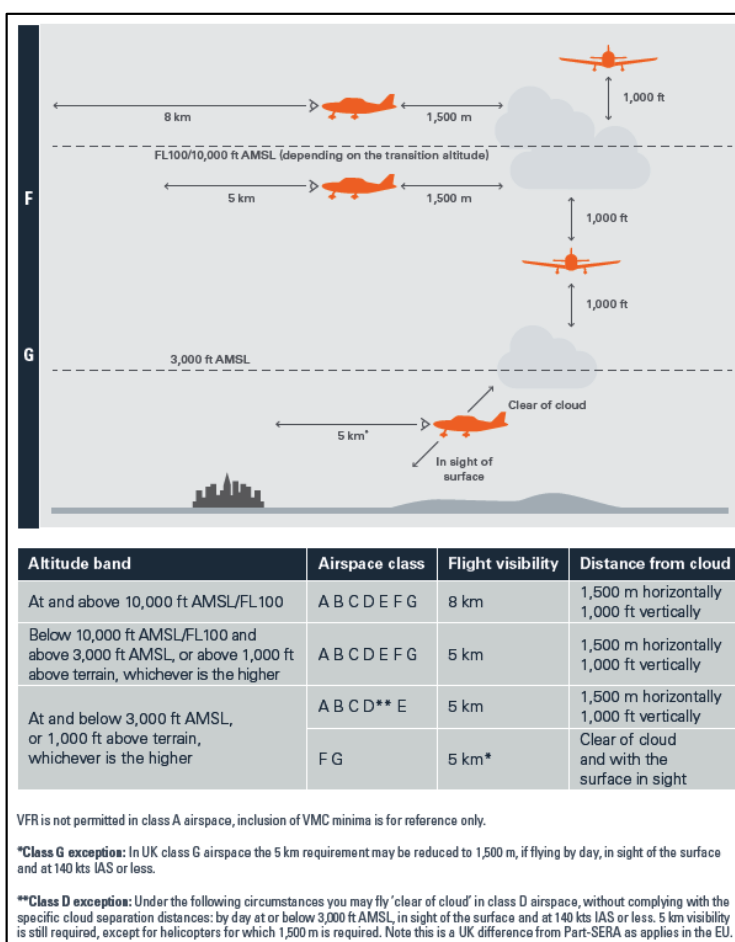 1,000 ft
8 km
1,500 m
FL100/10,000 ft AMSL (depending on the transition altitude)
F
5 km
1,500 m
1,000 ft
1,000 ft
G
3,000 ft AMSL
Clear of cloud
5 km*
In sight of
surface
Altitude band Airspace class Flight visibility Distance from cloud
At and above 10,000 ft AMSL/FL100 A B C D E F G 8 km 1,500 m horizontally
1,000 ft vertically
Below 10,000 ft AMSL/FL100 and
above 3,000 ft AMSL, or above 1,000 ft
above terrain, whichever is the higher A B C D E F G 5 km 1,500 m horizontally
1,000 ft vertically
At and below 3,000 ft AMSL,
or 1,000 ft above terrain,
whichever is the higher A B C D** E 5 km 1,500 m horizontally
1,000 ft vertically
F G 5 km* Clear of cloud
and with the
surface in sight
VFR is not permitted in class A airspace, inclusion of VMC minima is for reference only.
*Class G exception: In UK class G airspace the 5 km requirement may be reduced to 1,500 m, if flying by day, in sight of the surface
and at 140 kts IAS or less.
**Class D exception: Under the following circumstances you may fly 'clear of cloud' in class D airspace, without complying with the
specific cloud separation distances: by day at or below 3,000 ft AMSL, in sight of the surface and at 140 kts IAS or less. 5 km visibility
is still required, except for helicopters for which 1,500 m is required. Note this is a UK difference from Part-SERA as applies in the EU.